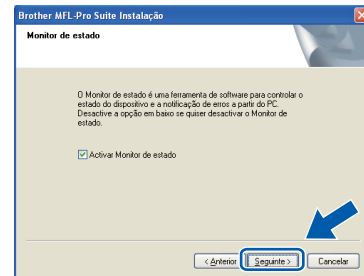 Brother MFL-Pro Suite Instalação
Monitor de estado
O Monitor de estado é uma ferramenta de software para controlar o
estado do dispositivo e a notificação de erros a partir do PC.
Desactive a opção em baixo se quiser desactivar o Monitor de
estado.
Activar Monitor de estado
< Anterior
Seguinte >
Cancelar